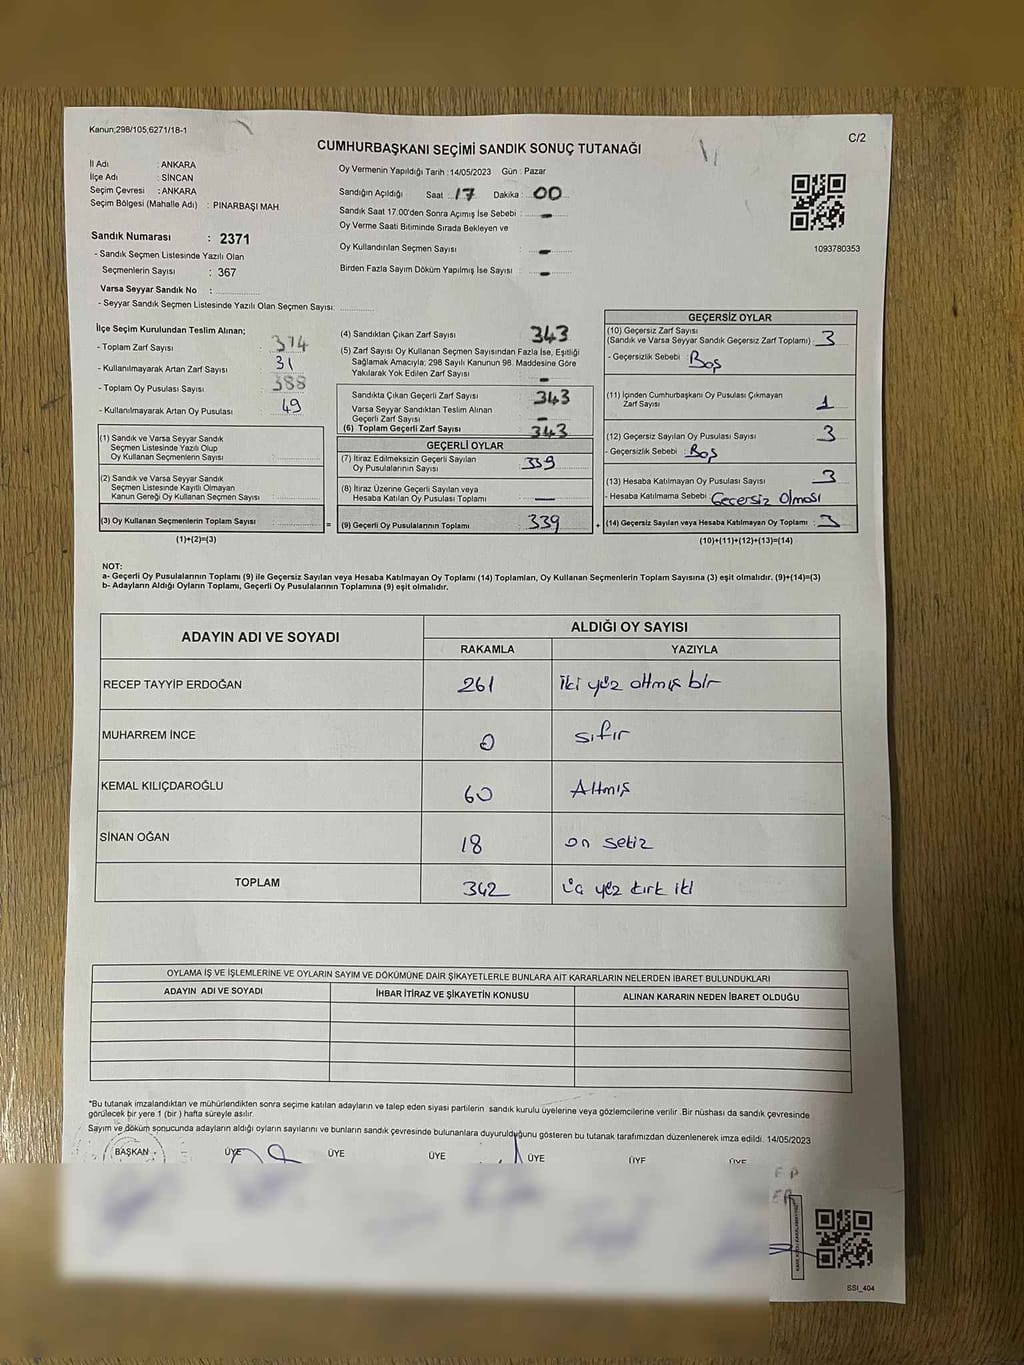 Kanun;298/105,6271/18-1
C/2
CUMHURBAŞKANI SEÇİMİ SANDIK SONUÇ TUTANAĞI
İl Adı : ANKARA
İlçe Adı : SİNCAN
Seçim Çevresi : ANKARA
Seçim Bölgesi (Mahalle Adı) : PINARBAŞI MAH
Sandık Numarası : 2371
- Sandık Seçmen Listesinde Yazılı Olan
Seçmenlerin Sayısı : 367
Varsa Seyyar Sandık No :
- Seyyar Sandık Seçmen Listesinde Yazılı Olan Seçmen Sayısı:
Oy Vermenin Yapıldığı Tarih :14/05/2023 Gün : Pazar
Sandığın Açıldığı Saat 17 Dakika : 00
Sandık Saat 17.00'den Sonra Açımış İse Sebebi : -
Oy Verme Saati Bitiminde Sırada Bekleyen ve
Oy Kullandırılan Seçmen Sayısı : -
Birden Fazla Sayım Döküm Yapılmış İse Sayısı : -
1093780353
İlçe Seçim Kurulundan Teslim Alınan;
- Toplam Zarf Sayısı : 374
- Kullanılmayarak Artan Zarf Sayısı : 31
- Toplam Oy Pusulası Sayısı : 388
- Kullanılmayarak Artan Oy Pusulası : 49
(1) Sandık ve Varsa Seyyar Sandık
Seçmen Listesinde Yazılı Olup
Oy Kullanan Seçmenlerin Sayısı :
(2) Sandık ve Varsa Seyyar Sandık
Seçmen Listesinde Kayıtlı Olmayan
Kanun Gereği Oy Kullanan Seçmen Sayısı :
(3) Oy Kullanan Seçmenlerin Toplam Sayısı : =
(1)+(2)=(3)
(4) Sandıktan Çıkan Zarf Sayısı : 343
(5) Zarf Sayısı Oy Kullanan Seçmen Sayısından Fazla İse, Eşitliği
Sağlamak Amacıyla; 298 Sayılı Kanunun 98. Maddesine Göre
Yakılarak Yok Edilen Zarf Sayısı : -
Sandıkta Çıkan Geçerli Zarf Sayısı : 343
Varsa Seyyar Sandıktan Teslim Alınan
Geçerli Zarf Sayısı : -
(6) Toplam Geçerli Zarf Sayısı : 343
GEÇERLİ OYLAR
(7) İtiraz Edilmeksizin Geçerli Sayılan
Oy Pusulalarının Sayısı : 339
(8) İtiraz Üzerine Geçerli Sayılan veya
Hesaba Katılan Oy Pusulası Toplamı : -
(9) Geçerli Oy Pusulalarının Toplamı : 339 +
GEÇERSİZ OYLAR
(10) Geçersiz Zarf Sayısı
(Sandık ve Varsa Seyyar Sandık Geçersiz Zarf Toplamı) : 3
- Geçersizlik Sebebi : Boş
(11) İçinden Cumhurbaşkanı Oy Pusulası Çıkmayan
Zarf Sayısı : 1
(12) Geçersiz Sayılan Oy Pusulası Sayısı : 3
- Geçersizlik Sebebi : Boş
(13) Hesaba Katılmayan Oy Pusulası Sayısı : 3
- Hesaba Katılmama Sebebi : Geçersiz Olması
(14) Geçersiz Sayılan veya Hesaba Katılmayan Oy Toplamı : 3
(10)+(11)+(12)+(13)=(14)
NOT:
a- Geçerli Oy Pusulalarının Toplamı (9) ile Geçersiz Sayılan veya Hesaba Katılmayan Oy Toplamı (14) Toplamları, Oy Kullanan Seçmenlerin Toplam Sayısına (3) eşit olmalıdır. (9)+(14)=(3)
b- Adayların Aldığı Oyların Toplamı, Geçerli Oy Pusulalarının Toplamına (9) eşit olmalıdır.
ADAYIN ADI VE SOYADI
ALDIĞI OY SAYISI
RAKAMLA YAZIYLA
RECEP TAYYİP ERDOĞAN 261 iki yüz altmış bir
MUHARREM İNCE 0 sıfır
KEMAL KILIÇDAROĞLU 60 Altmış
SİNAN OĞAN 18 on sekiz
TOPLAM 342 üç yüz kırk iki
OYLAMA İŞ VE İŞLEMLERİNE VE OYLARIN SAYIM VE DÖKÜMÜNE DAİR ŞİKAYETLERLE BUNLARA AİT KARARLARIN NELERDEN İBARET BULUNDUKLARI
ADAYIN ADI VE SOYADI İHBAR İTİRAZ VE ŞİKAYETİN KONUSU ALINAN KARARIN NEDEN İBARET OLDUĞU
*Bu tutanak imzalandıktan ve mühürlendikten sonra seçime katılan adayların ve talep eden siyasi partilerin sandık kurulu üyelerine veya gözlemcilerine verilir .Bir nüshası da sandık çevresinde
görülecek bir yere 1 (bir ) hafta süreyle asılır.
Sayım ve döküm sonucunda adayların aldığı oyların sayılarını ve bunların sandık çevresinde bulunanlara duyurulduğunu gösteren bu tutanak tarafımızdan düzenlenerek imza edildi. 14/05/2023
BAŞKAN ÜYE ÜYE ÜYE ÜYE ÜYE ÜYE
SSI_404